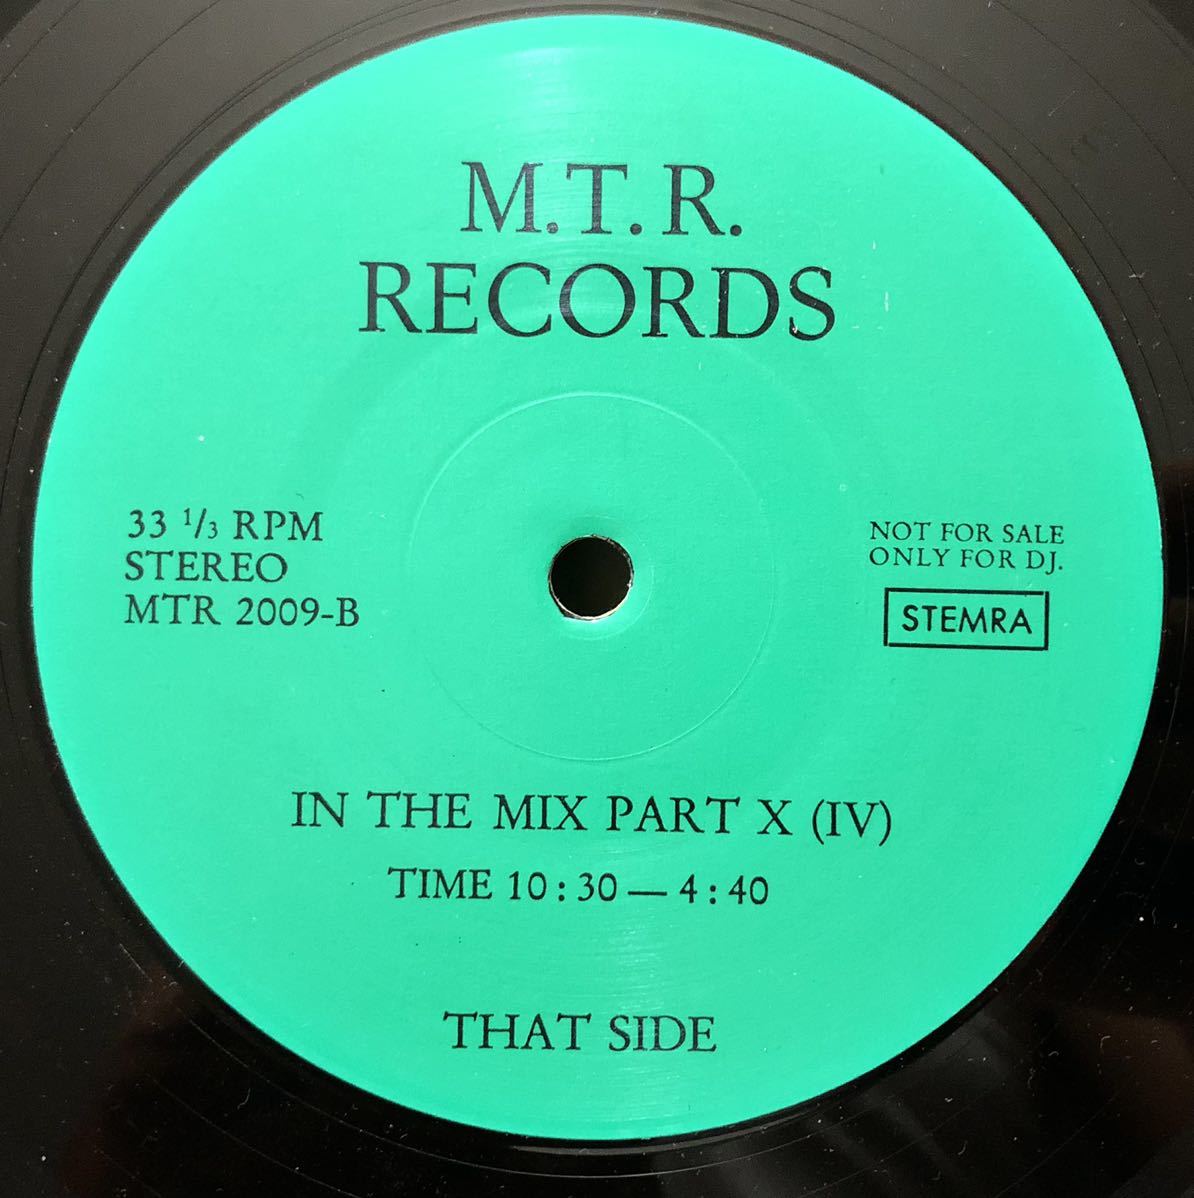 M.T.R.
RECORDS
33 1/3 RPM
STEREO
MTR 2009-B
NOT FOR SALE
ONLY FOR DJ.
STEMRA
IN THE MIX PART X (IV)
TIME 10:30 — 4:40
THAT SIDE